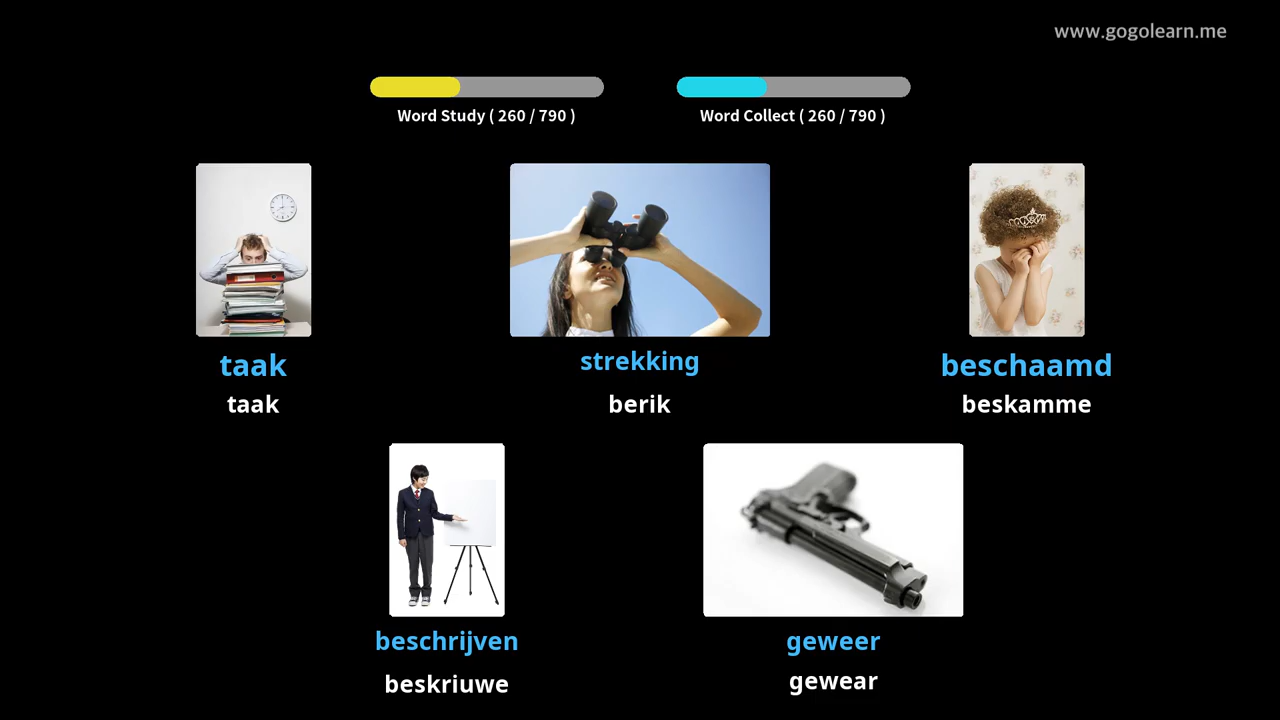 www.gogolearn.me
Word Study ( 260 / 790 )
Word Collect ( 260 / 790 )
taak
taak
strekking
berik
beschaamd
beskamme
beschrijven
beskriuwe
geweer
gewear